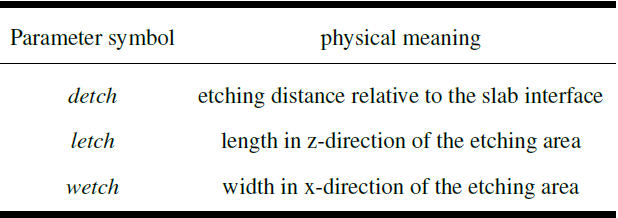 Parameter symbol physical meaning
detch etching distance relative to the slab interface
letch length in z-direction of the etching area
wetch width in x-direction of the etching area